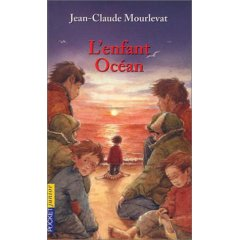 Jean-Claude Mourlevat
L'enfant
Océan
POCKET junior